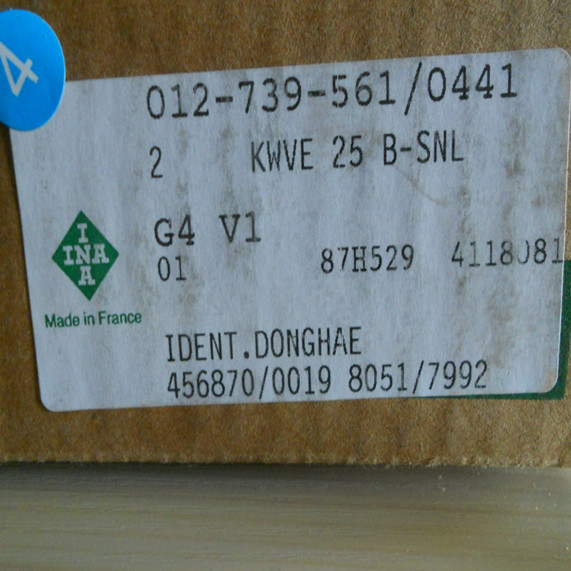 4
012-739-561/0441
2 KWVE 25 B-SNL
G4 V1
01 87H529 4118081
I
INA
A
Made in France
IDENT.DONGHAE
456870/0019 8051/7992